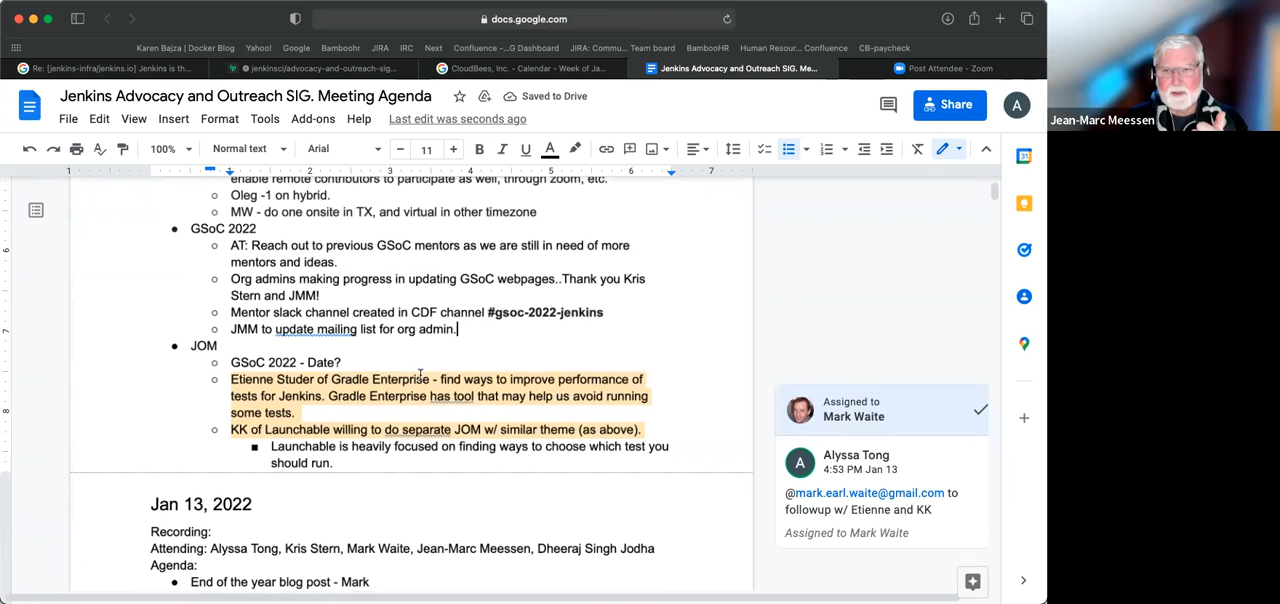 docs.google.com
Karen Bajza | Docker Blog Yahoo! Google Bamboohr JIRA IRC Next Confluence -...G Dashboard JIRA: Commu... Team board BambooHR Human Resour... Confluence CB-paycheck
Re: [jenkins-infra/jenkins.io] Jenkins is th... jenkinsci/advocacy-and-outreach-sig... CloudBees, Inc. - Calendar - Week of Ja... Jenkins Advocacy and Outreach SIG. Me... Post Attendee - Zoom
Jenkins Advocacy and Outreach SIG. Meeting Agenda Saved to Drive
File Edit View Insert Format Tools Add-ons Help Last edit was seconds ago
Share
A
100% Normal text Arial 11 B I U A
1 1 2 3 4 5 6 7
enable remote contributors to participate as well, through zoom, etc.
Oleg -1 on hybrid.
MW - do one onsite in TX, and virtual in other timezone
GSoC 2022
AT: Reach out to previous GSoC mentors as we are still in need of more
mentors and ideas.
Org admins making progress in updating GSoC webpages..Thank you Kris
Stern and JMM!
Mentor slack channel created in CDF channel #gsoc-2022-jenkins
JMM to update mailing list for org admin.
JOM
GSoC 2022 - Date?
Etienne Studer of Gradle Enterprise - find ways to improve performance of
tests for Jenkins. Gradle Enterprise has tool that may help us avoid running
some tests.
KK of Launchable willing to do separate JOM w/ similar theme (as above).
Launchable is heavily focused on finding ways to choose which test you
should run.
Jan 13, 2022
Recording:
Attending: Alyssa Tong, Kris Stern, Mark Waite, Jean-Marc Meessen, Dheeraj Singh Jodha
Agenda:
End of the year blog post - Mark
6
7
8
Assigned to
Mark Waite
A
Alyssa Tong
4:53 PM Jan 13
@mark.earl.waite@gmail.com to
followup w/ Etienne and KK
Assigned to Mark Waite
31
Jean-Marc Meessen